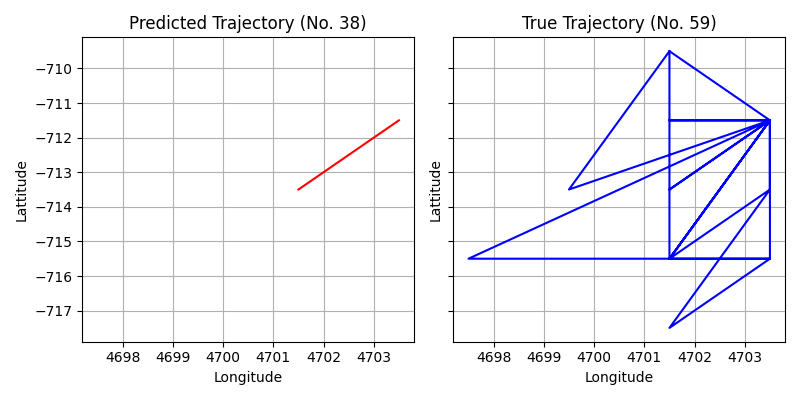 Predicted Trajectory (No. 38)
True Trajectory (No. 59)
−710
−711
−712
−713
−714
−715
−716
−717
Lattitude
Lattitude
4698 4699 4700 4701 4702 4703
4698 4699 4700 4701 4702 4703
Longitude
Longitude